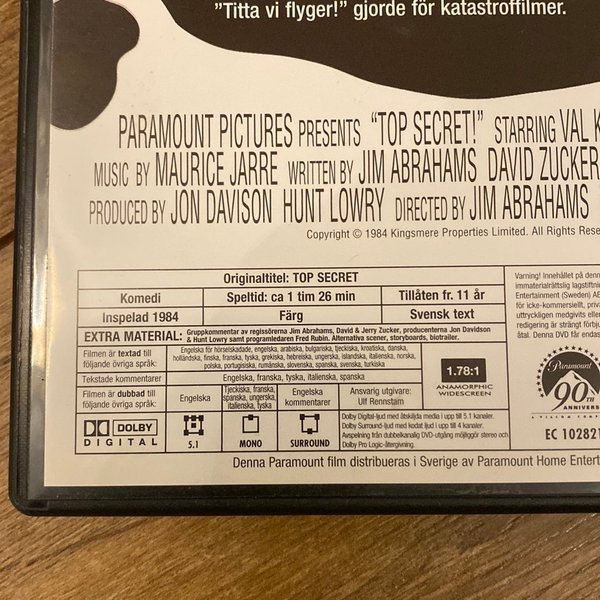 "Titta vi flyger!" gjorde för katastroffilmer.
PARAMOUNT PICTURES PRESENTS "TOP SECRET!" STARRING VAL K
MUSIC BY MAURICE JARRE WRITTEN BY JIM ABRAHAMS DAVID ZUCKER
PRODUCED BY JON DAVISON HUNT LOWRY DIRECTED BY JIM ABRAHAMS
Copyright © 1984 Kingsmere Properties Limited. All Rights Rese
Originaltitel: TOP SECRET
Komedi Speltid: ca 1 tim 26 min Tillåten fr. 11 år
Inspelad 1984 Färg Svensk text
EXTRA MATERIAL: Gruppkommentar av regissörerna Jim Abrahams, David & Jerry Zucker, producenterna Jon Davidson
& Hunt Lowry samt programledaren Fred Rubin. Alternativa scener, storyboards, biotrailer.
Filmen är textad till följande övriga språk:
Engelska för hörselskadade, engelska, arabiska, bulgariska, tjeckiska, kroatiska, danska,
holländska, finska, franska, tyska, grekiska, hebreiska, ungerska, isländska, italienska, norska,
polska, portugisiska, rumänska, slovenska, spanska, svenska, turkiska
Textade kommentarer Engelska, franska, tyska, italienska, spanska
Filmen är dubbad till följande övriga språk:
Engelska
Tjeckiska, franska,
spanska, ungerska,
italienska, tyska
Engelska
kommentarer
Ansvarig utgivare:
Ulf Rennstam
1.78:1
ANAMORPHIC
WIDESCREEN
DOLBY
DIGITAL
5.1
MONO
SURROUND
Dolby Digital-ljud med åtskiljda media i upp till 5.1 kanaler.
Dolby Surround-ljud med kodat ljud i upp till 4 kanaler.
Avspelning från dubbelkanalig DVD-utgång möjliggör stereo och
Dolby Pro Logic-återgivning.
Varning! Innehållet på denn
immaterialrättslig lagstiftnin
Entertainment (Sweden) AE
för icke-kommersiellt, priva
uttryckligen medgivits eller
redigering är strängt förbju
åtal. Denna DVD får endas
Paramount
90TH
ANNIVERS
A VIACOM
EC 102821
Denna Paramount film distribueras i Sverige av Paramount Home Entert